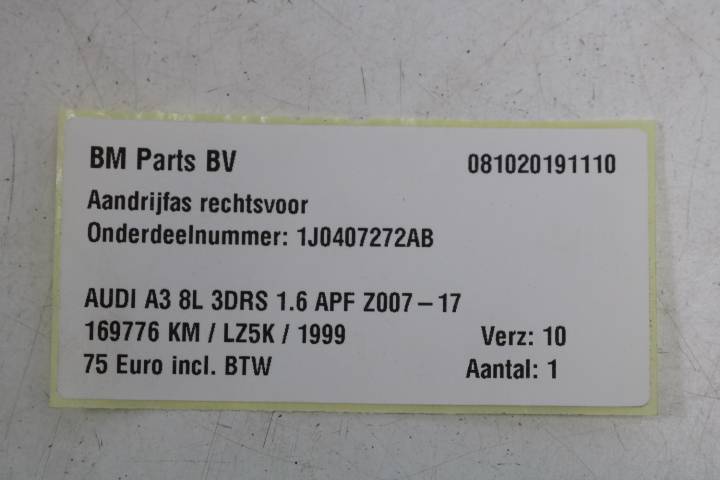 BM Parts BV 081020191110
Aandrijfas rechtsvoor
Onderdeelnummer: 1J0407272AB
AUDI A3 8L 3DRS 1.6 APF Z007 – 17
169776 KM / LZ5K / 1999 Verz: 10
75 Euro incl. BTW Aantal: 1